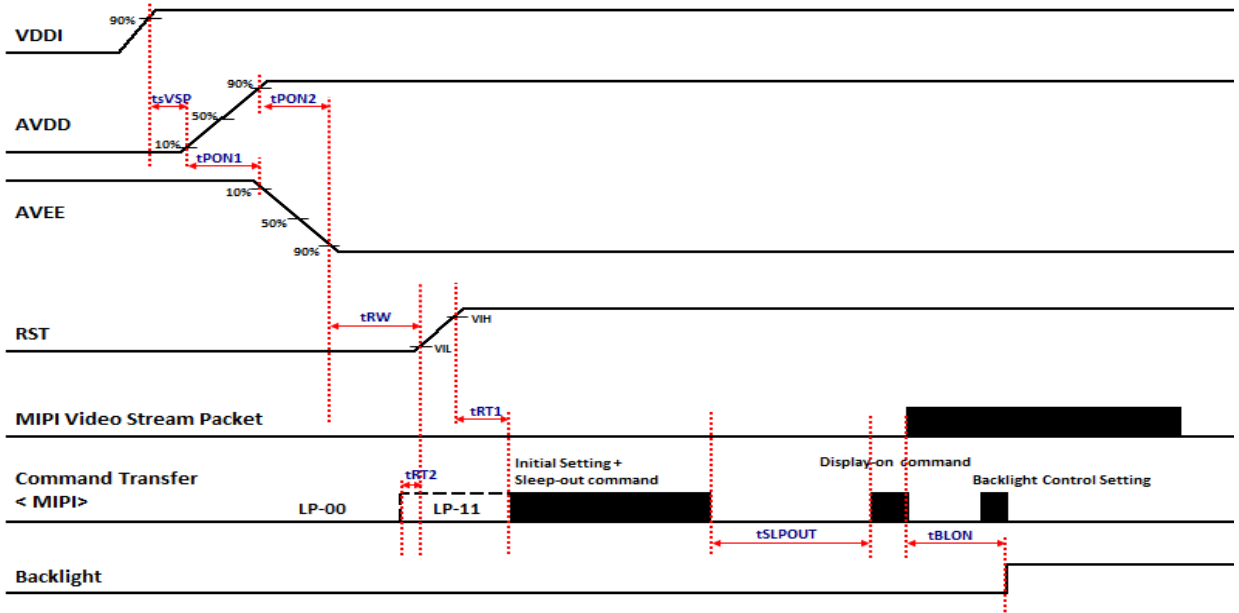 90%
VDDI
tsVSP
90%
tPON2
50%
AVDD
10%
tPON1
10%
AVEE
50%
90%
tRW
VIH
RST
VIL
MIPI Video Stream Packet
tRT1
Initial Setting +
Sleep-out command
Display-on command
Command Transfer
< MIPI>
tRT2
Backlight Control Setting
LP-00
LP-11
tSLPOUT
tBLON
Backlight